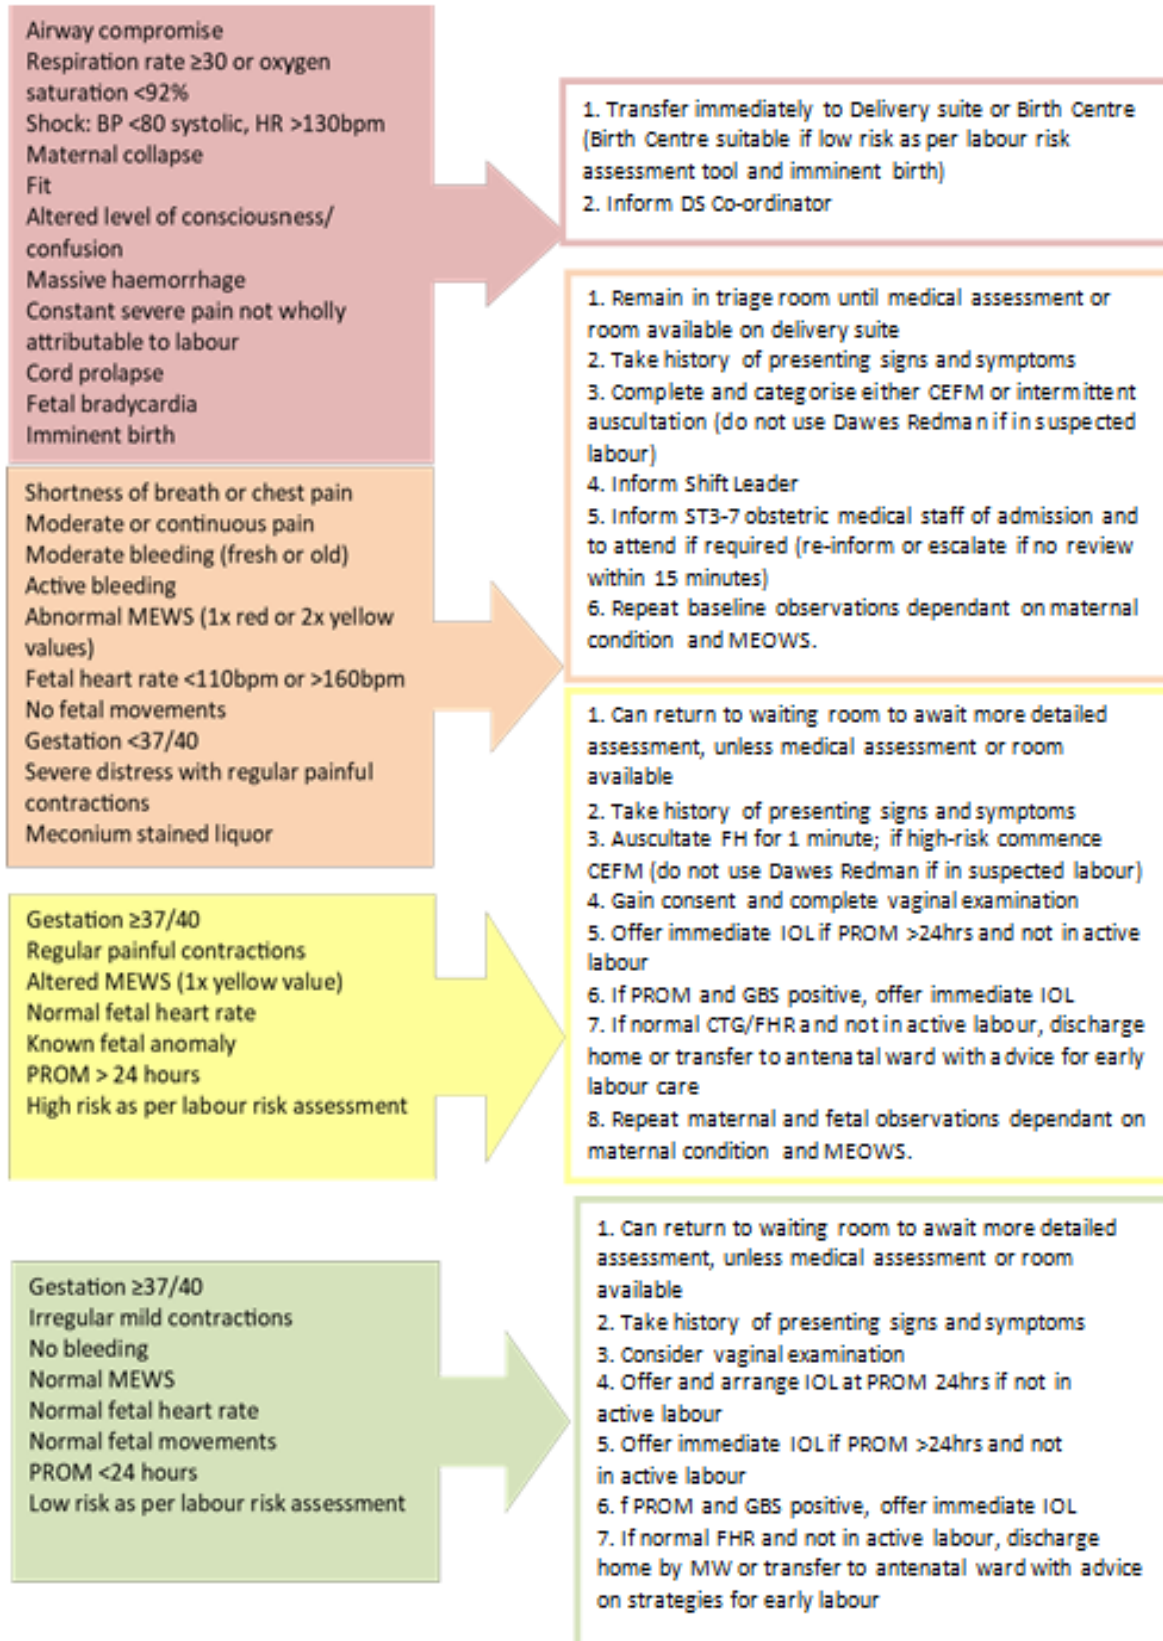 Airway compromise
Respiration rate ≥30 or oxygen
saturation <92%
Shock: BP <80 systolic, HR >130bpm
Maternal collapse
Fit
Altered level of consciousness/
confusion
Massive haemorrhage
Constant severe pain not wholly
attributable to labour
Cord prolapse
Fetal bradycardia
Imminent birth
1. Transfer immediately to Delivery suite or Birth Centre
(Birth Centre suitable if low risk as per labour risk
assessment tool and imminent birth)
2. Inform DS Co-ordinator
Shortness of breath or chest pain
Moderate or continuous pain
Moderate bleeding (fresh or old)
Active bleeding
Abnormal MEWS (1x red or 2x yellow
values)
Fetal heart rate <110bpm or >160bpm
No fetal movements
Gestation <37/40
Severe distress with regular painful
contractions
Meconium stained liquor
1. Remain in triage room until medical assessment or
room available on delivery suite
2. Take history of presenting signs and symptoms
3. Complete and categorise either CEFM or intermittent
auscultation (do not use Dawes Redman if in suspected
labour)
4. Inform Shift Leader
5. Inform ST3-7 obstetric medical staff of admission and
to attend if required (re-inform or escalate if no review
within 15 minutes)
6. Repeat baseline observations dependant on maternal
condition and MEOWS.
Gestation ≥37/40
Regular painful contractions
Altered MEWS (1x yellow value)
Normal fetal heart rate
Known fetal anomaly
PROM > 24 hours
High risk as per labour risk assessment
1. Can return to waiting room to await more detailed
assessment, unless medical assessment or room
available
2. Take history of presenting signs and symptoms
3. Auscultate FH for 1 minute; if high-risk commence
CEFM (do not use Dawes Redman if in suspected labour)
4. Gain consent and complete vaginal examination
5. Offer immediate IOL if PROM >24hrs and not in active
labour
6. If PROM and GBS positive, offer immediate IOL
7. If normal CTG/FHR and not in active labour, discharge
home or transfer to antenatal ward with advice for early
labour care
8. Repeat maternal and fetal observations dependant on
maternal condition and MEOWS.
Gestation ≥37/40
Irregular mild contractions
No bleeding
Normal MEWS
Normal fetal heart rate
Normal fetal movements
PROM <24 hours
Low risk as per labour risk assessment
1. Can return to waiting room to await more detailed
assessment, unless medical assessment or room
available
2. Take history of presenting signs and symptoms
3. Consider vaginal examination
4. Offer and arrange IOL at PROM 24hrs if not in
active labour
5. Offer immediate IOL if PROM >24hrs and not
in active labour
6. f PROM and GBS positive, offer immediate IOL
7. If normal FHR and not in active labour, discharge
home by MW or transfer to antenatal ward with advice
on strategies for early labour